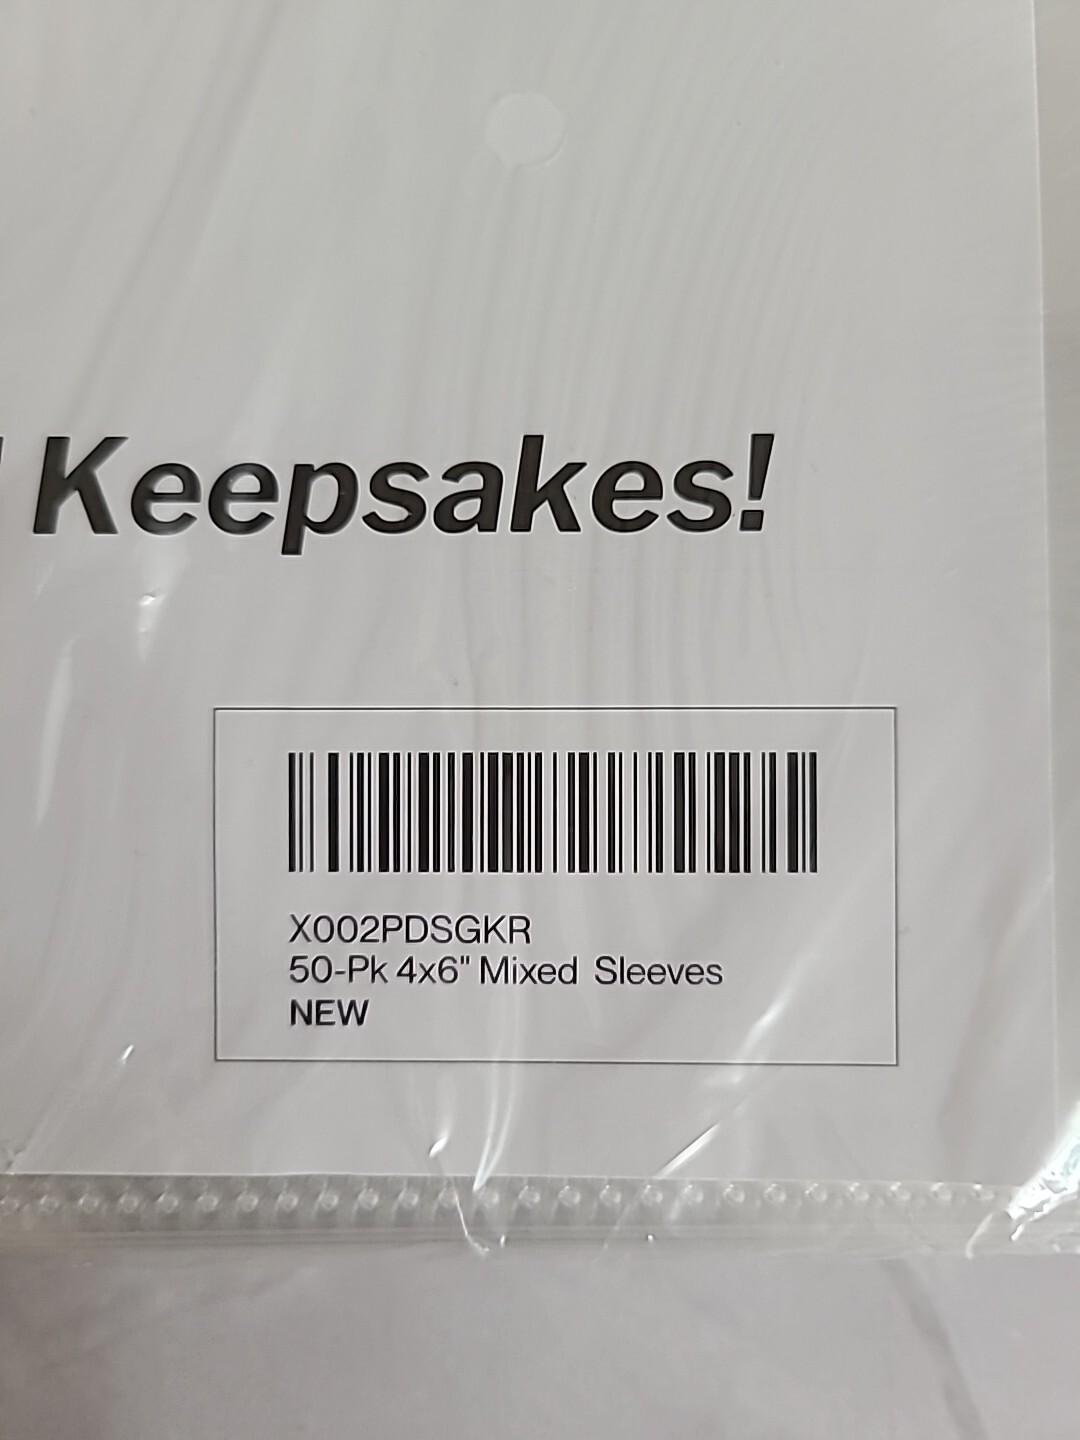 Keepsakes!
X002PDSGKR
50-Pk 4x6" Mixed Sleeves
NEW